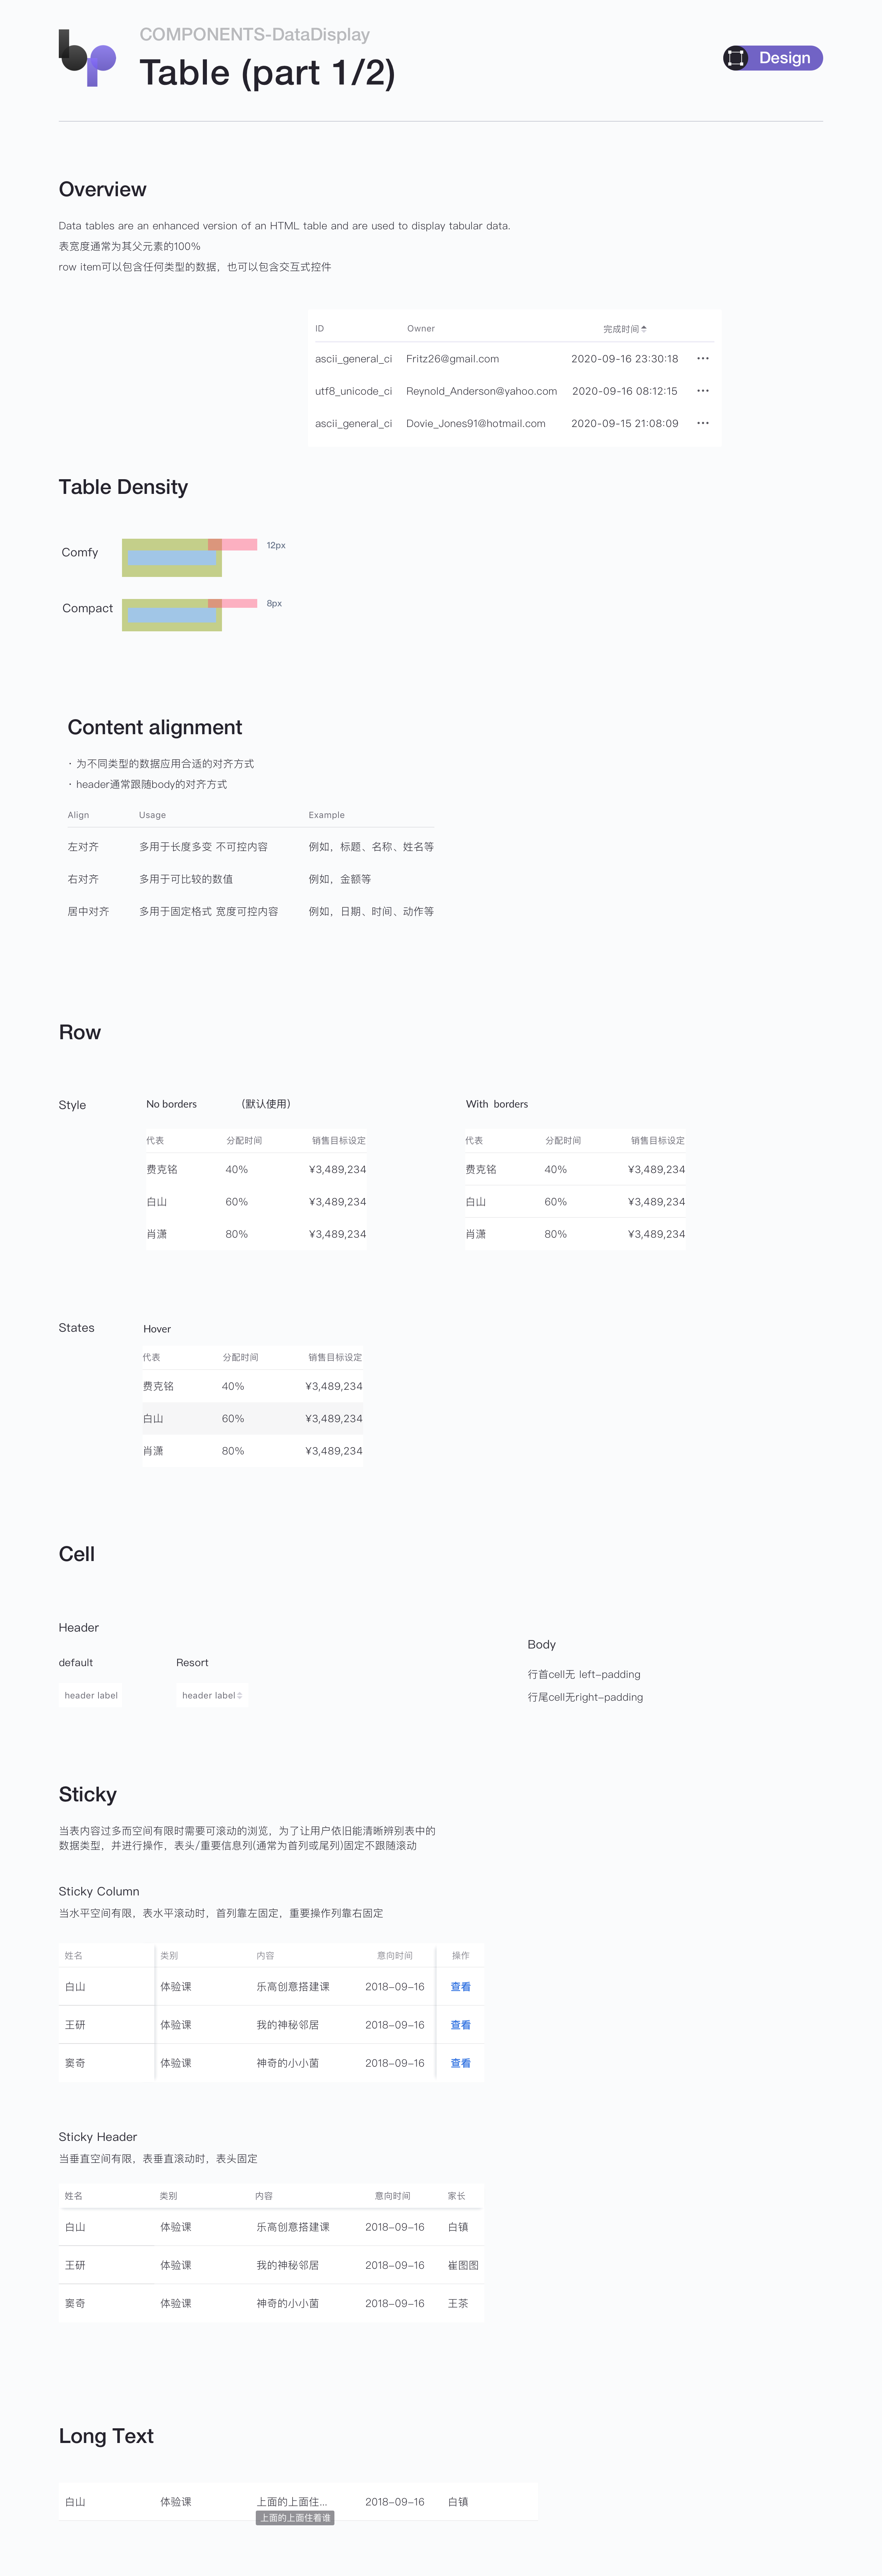 COMPONENTS-DataDisplay
Table (part 1/2)
Design
Overview
Data tables are an enhanced version of an HTML table and are used to display tabular data.
表宽度通常为其父元素的100%
row item可以包含任何类型的数据，也可以包含交互式控件
ID Owner 完成时间
ascii_general_ci Fritz26@gmail.com 2020-09-16 23:30:18 ···
utf8_unicode_ci Reynold_Anderson@yahoo.com 2020-09-16 08:12:15 ···
ascii_general_ci Dovie_Jones91@hotmail.com 2020-09-15 21:08:09 ···
Table Density
Comfy 12px
Compact 8px
Content alignment
· 为不同类型的数据应用合适的对齐方式
· header通常跟随body的对齐方式
Align Usage Example
左对齐 多用于长度多变 不可控内容 例如，标题、名称、姓名等
右对齐 多用于可比较的数值 例如，金额等
居中对齐 多用于固定格式 宽度可控内容 例如，日期、时间、动作等
Row
Style
No borders （默认使用）
代表 分配时间 销售目标设定
费克铭 40% ¥3,489,234
白山 60% ¥3,489,234
肖潇 80% ¥3,489,234
With borders
代表 分配时间 销售目标设定
费克铭 40% ¥3,489,234
白山 60% ¥3,489,234
肖潇 80% ¥3,489,234
States
Hover
代表 分配时间 销售目标设定
费克铭 40% ¥3,489,234
白山 60% ¥3,489,234
肖潇 80% ¥3,489,234
Cell
Header
default Resort
header label header label
Body
行首cell无 left-padding
行尾cell无right-padding
Sticky
当表内容过多而空间有限时需要可滚动的浏览，为了让用户依旧能清晰辨别表中的
数据类型，并进行操作，表头/重要信息列(通常为首列或尾列)固定不跟随滚动
Sticky Column
当水平空间有限，表水平滚动时，首列靠左固定，重要操作列靠右固定
姓名 类别 内容 意向时间 操作
白山 体验课 乐高创意搭建课 2018-09-16 查看
王研 体验课 我的神秘邻居 2018-09-16 查看
窦奇 体验课 神奇的小小菌 2018-09-16 查看
Sticky Header
当垂直空间有限，表垂直滚动时，表头固定
姓名 类别 内容 意向时间 家长
白山 体验课 乐高创意搭建课 2018-09-16 白镇
王研 体验课 我的神秘邻居 2018-09-16 崔图图
窦奇 体验课 神奇的小小菌 2018-09-16 王茶
Long Text
白山 体验课 上面的上面住... 2018-09-16 白镇
上面的上面住着谁